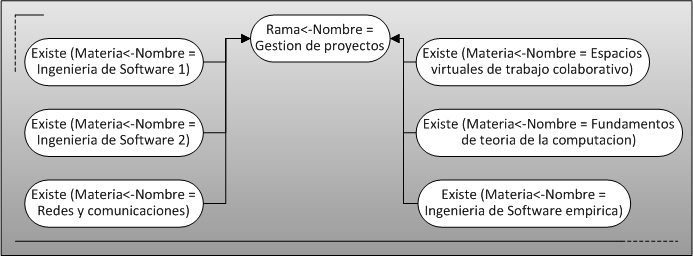 Rama<-Nombre =
Gestion de proyectos
Existe (Materia<-Nombre =
Ingenieria de Software 1)
Existe (Materia<-Nombre =
Ingenieria de Software 2)
Existe (Materia<-Nombre =
Redes y comunicaciones)
Existe (Materia<-Nombre = Espacios
virtuales de trabajo colaborativo)
Existe (Materia<-Nombre = Fundamentos
de teoria de la computacion)
Existe (Materia<-Nombre =
Ingenieria de Software empirica)